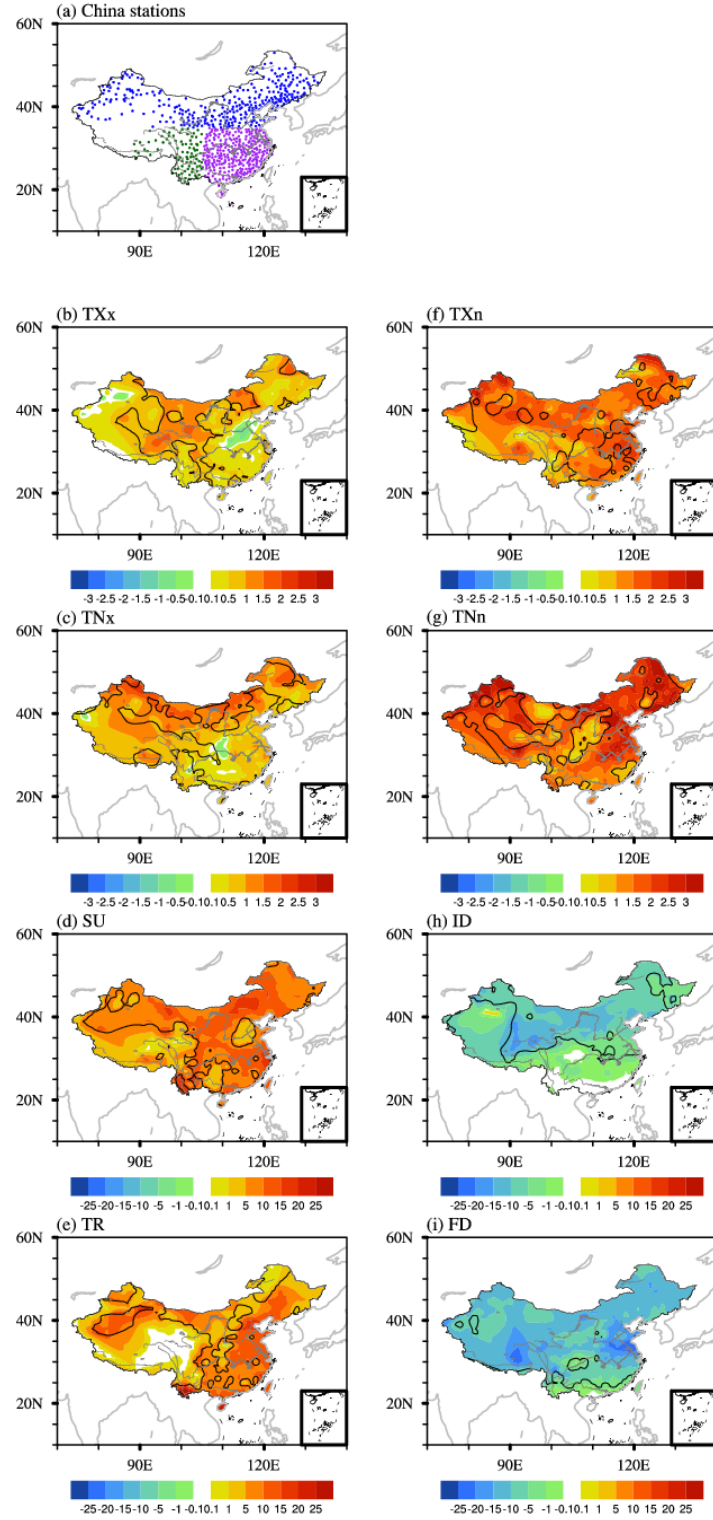 (a) China stations
60N
40N
20N
90E 120E
(b) TXx (f) TXn
60N 60N
40N 40N
20N 20N
90E 120E 90E 120E
-3 -2.5 -2 -1.5 -1 -0.5 -0.1 0.1 0.5 1 1.5 2 2.5 3 -3 -2.5 -2 -1.5 -1 -0.5 -0.1 0.1 0.5 1 1.5 2 2.5 3
(c) TNx (g) TNn
60N 60N
40N 40N
20N 20N
90E 120E 90E 120E
-3 -2.5 -2 -1.5 -1 -0.5 -0.1 0.1 0.5 1 1.5 2 2.5 3 -3 -2.5 -2 -1.5 -1 -0.5 -0.1 0.1 0.5 1 1.5 2 2.5 3
(d) SU (h) ID
60N 60N
40N 40N
20N 20N
90E 120E 90E 120E
-25 -20 -15 -10 -5 -1 -0.1 0.1 1 5 10 15 20 25 -25 -20 -15 -10 -5 -1 -0.1 0.1 1 5 10 15 20 25
(e) TR (i) FD
60N 60N
40N 40N
20N 20N
90E 120E 90E 120E
-25 -20 -15 -10 -5 -1 -0.1 0.1 1 5 10 15 20 25 -25 -20 -15 -10 -5 -1 -0.1 0.1 1 5 10 15 20 25